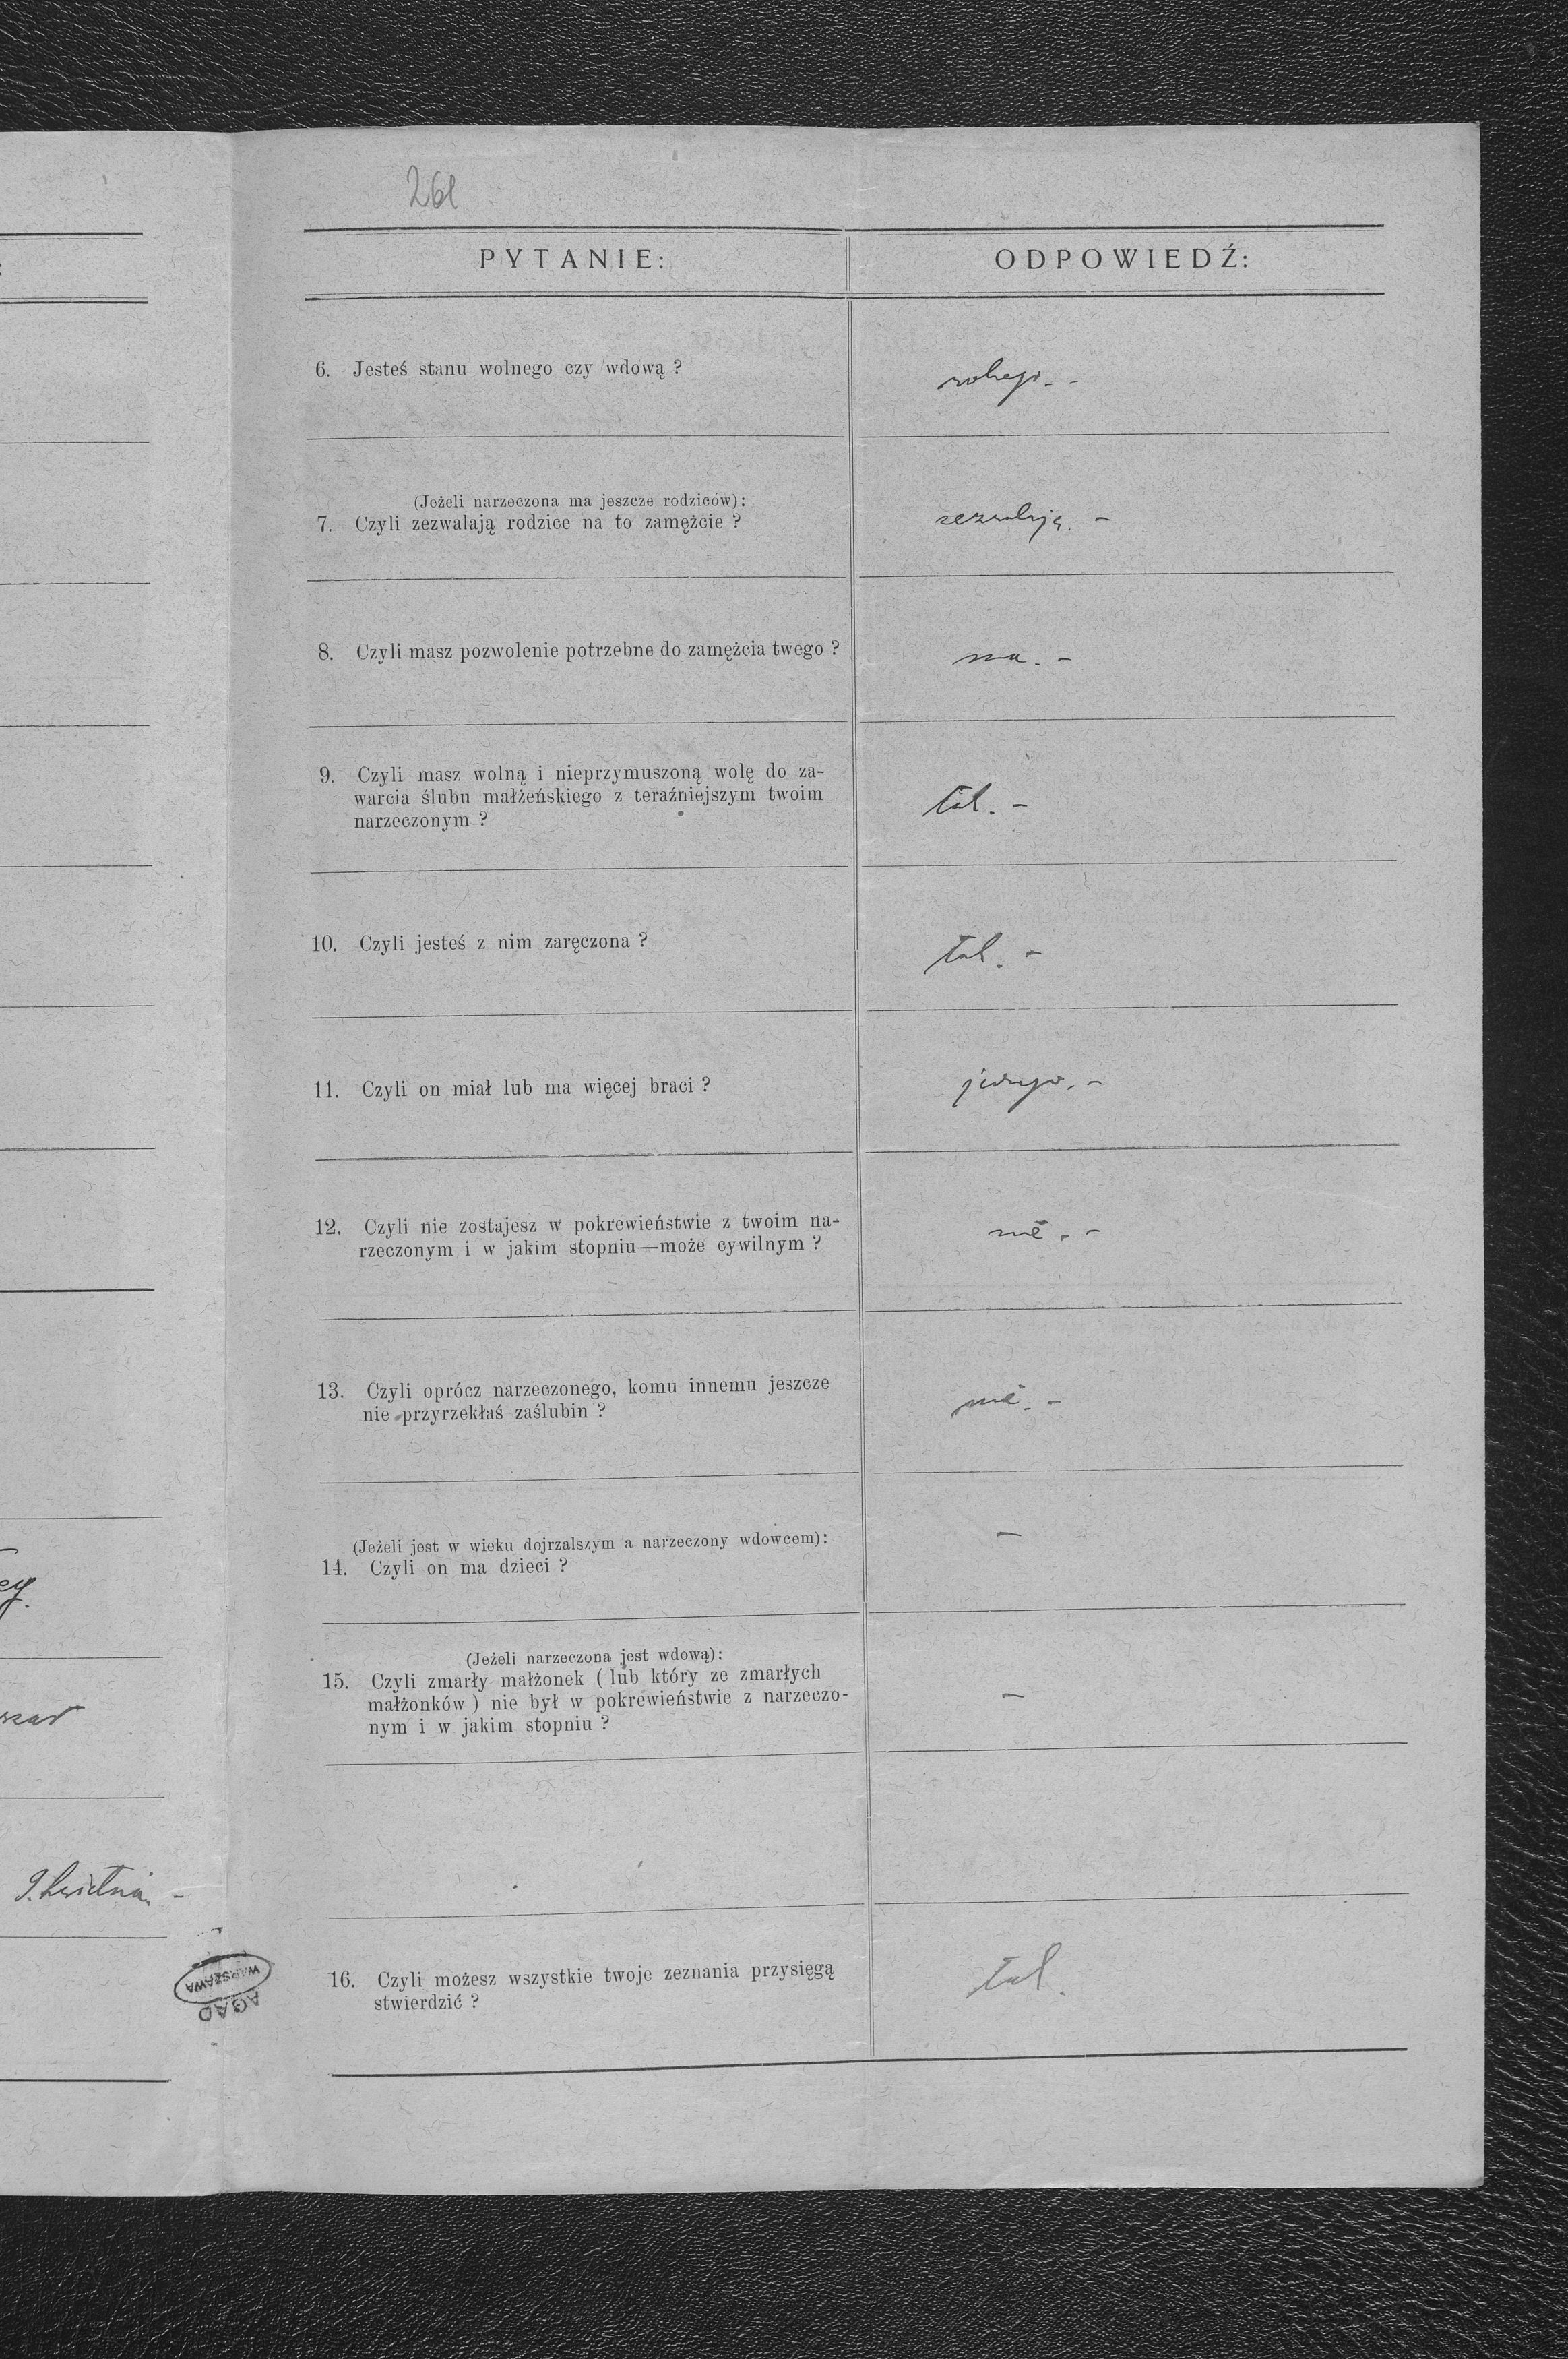 261
PYTANIE:
ODPOWIEDŹ:
6. Jesteś stanu wolnego czy wdową ?
wolnego. -
(Jeżeli narzeczona ma jeszcze rodziców):
7. Czyli zezwalają rodzice na to zamężcie ?
zezwalają. -
8. Czyli masz pozwolenie potrzebne do zamężcia twego ?
ma. -
9. Czyli masz wolną i nieprzymuszoną wolę do za-
warcia ślubu małżeńskiego z teraźniejszym twoim
narzeczonym ?
tak. -
10. Czyli jesteś z nim zaręczona ?
tak. -
11. Czyli on miał lub ma więcej braci ?
jednego. -
12. Czyli nie zostajesz w pokrewieństwie z twoim na-
rzeczonym i w jakim stopniu—może cywilnym ?
nie. -
13. Czyli oprócz narzeczonego, komu innemu jeszcze
nie przyrzekłaś zaślubin ?
nie. -
(Jeżeli jest w wieku dojrzalszym a narzeczony wdowcem):
14. Czyli on ma dzieci ?
-
(Jeżeli narzeczona jest wdową):
15. Czyli zmarły małżonek ( lub który ze zmarłych
małżonków ) nie był w pokrewieństwie z narzeczo-
nym i w jakim stopniu ?
-
16. Czyli możesz wszystkie twoje zeznania przysięgą
stwierdzić ?
tak.
9. kwietnia. -
WARSZAWA
AGAD